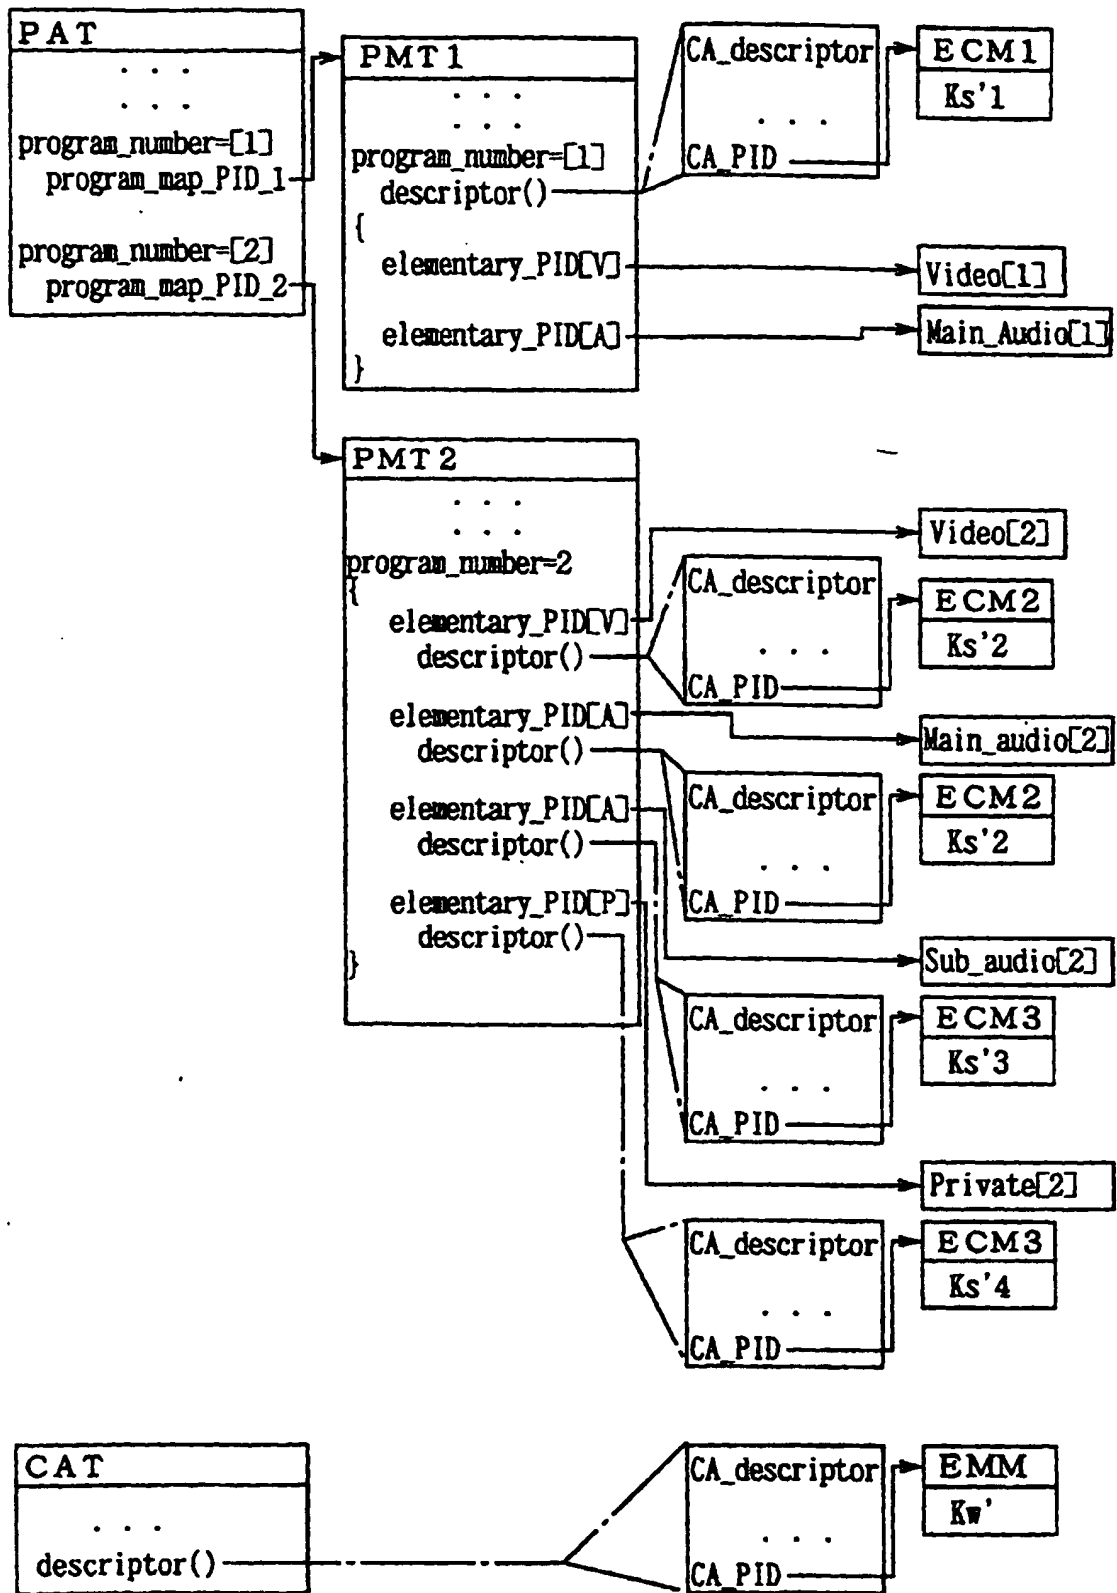 PAT
. . .
. . .
program_number=[1]
program_map_PID_1
program_number=[2]
program_map_PID_2
PMT1
. . .
. . .
program_number=[1]
descriptor()
{
elementary_PID[V]
elementary_PID[A]
}
CA_descriptor
. . .
CA_PID
ECM1
Ks'1
Video[1]
Main_Audio[1]
PMT2
. . .
. . .
program_number=2
{
elementary_PID[V]
descriptor()
elementary_PID[A]
descriptor()
elementary_PID[A]
descriptor()
elementary_PID[P]
descriptor()
}
Video[2]
CA_descriptor
. . .
CA_PID
ECM2
Ks'2
Main_audio[2]
CA_descriptor
. . .
CA_PID
ECM2
Ks'2
Sub_audio[2]
CA_descriptor
. . .
CA_PID
ECM3
Ks'3
Private[2]
CA_descriptor
. . .
CA_PID
ECM3
Ks'4
CAT
. . .
descriptor()
CA_descriptor
. . .
CA_PID
EMM
Kw'